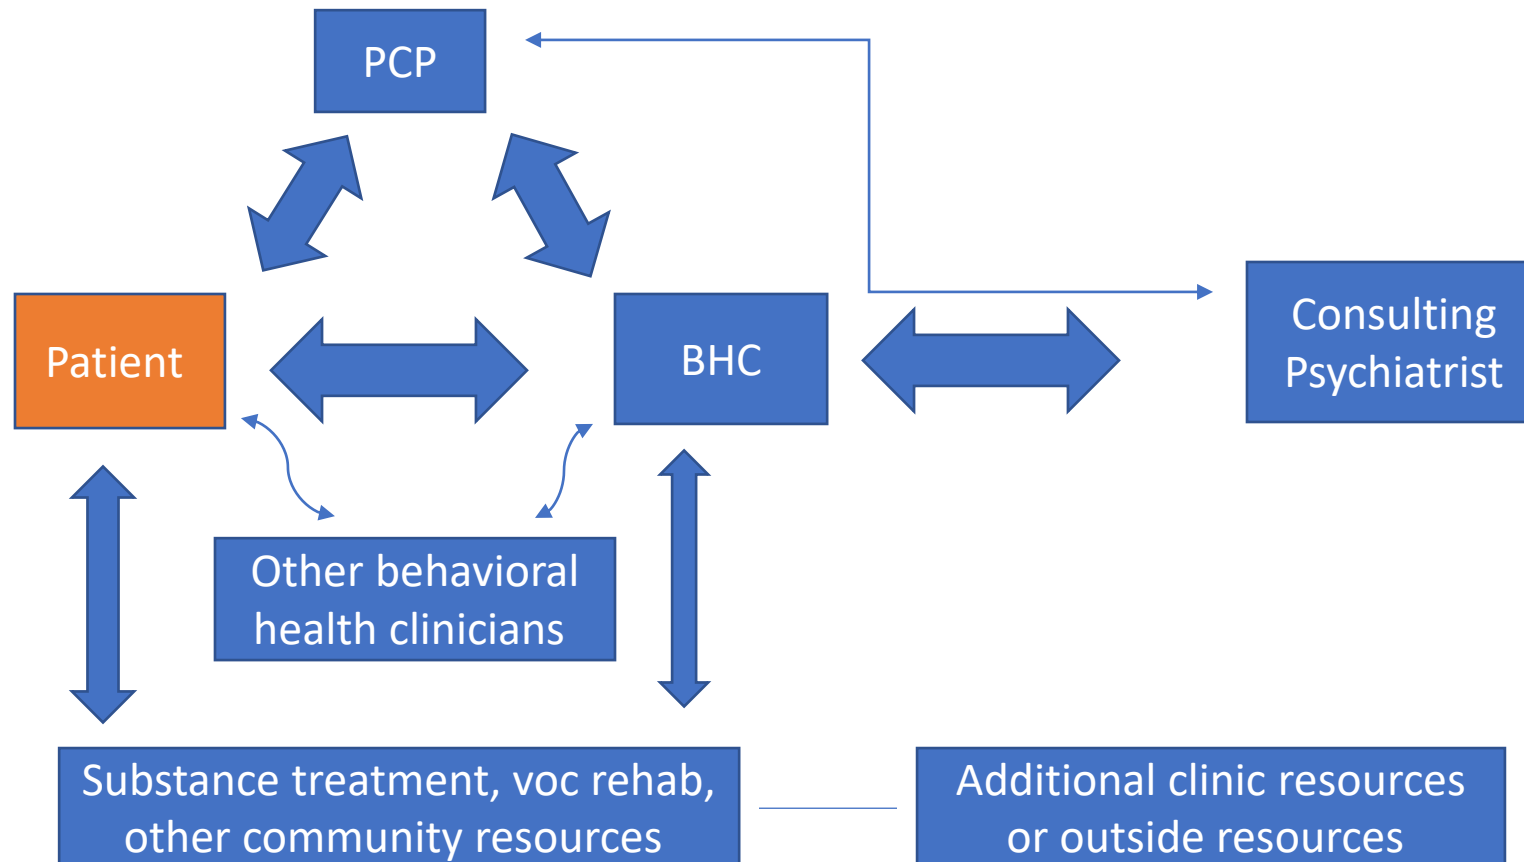 PCP
Patient
BHC
Consulting
Psychiatrist
Other behavioral
health clinicians
Substance treatment, voc rehab,
other community resources
Additional clinic resources
or outside resources